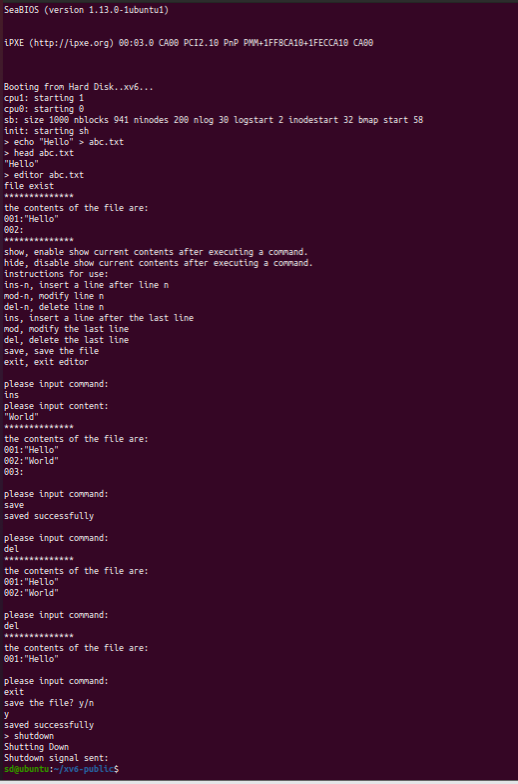 SeaBIOS (version 1.13.0-1ubuntu1)
iPXE (http://ipxe.org) 00:03.0 CA00 PCI2.10 PnP PMM+1FF8CA10+1FECCA10 CA00
Booting from Hard Disk..xv6...
cpu1: starting 1
cpu0: starting 0
sb: size 1000 nblocks 941 ninodes 200 nlog 30 logstart 2 inodestart 32 bmap start 58
init: starting sh
> echo "Hello" > abc.txt
> head abc.txt
"Hello"
> editor abc.txt
file exist
**************
the contents of the file are:
001:"Hello"
002:
**************
show, enable show current contents after executing a command.
hide, disable show current contents after executing a command.
instructions for use:
ins-n, insert a line after line n
mod-n, modify line n
del-n, delete line n
ins, insert a line after the last line
mod, modify the last line
del, delete the last line
save, save the file
exit, exit editor
please input command:
ins
please input content:
"World"
**************
the contents of the file are:
001:"Hello"
002:"World"
003:
please input command:
save
saved successfully
please input command:
del
**************
the contents of the file are:
001:"Hello"
002:"World"
please input command:
del
**************
the contents of the file are:
001:"Hello"
please input command:
exit
save the file? y/n
y
saved successfully
> shutdown
Shutting Down
Shutdown signal sent:
sd@ubuntu:~/xv6-public$